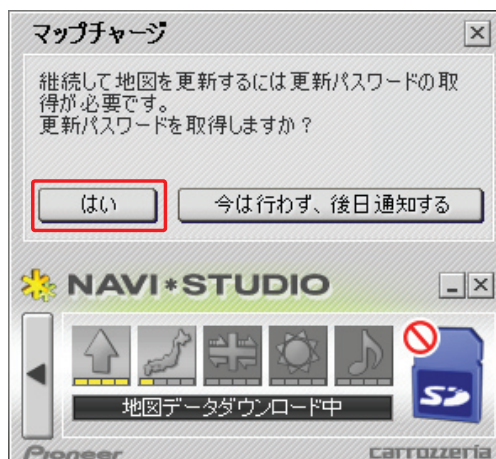 マップチャージ
継続して地図を更新するには更新パスワードの取
得が必要です。
更新パスワードを取得しますか？
はい
今は行わず、後日通知する
NAVI*STUDIO
地図データダウンロード中
SD
Pioneer
carrozzeria